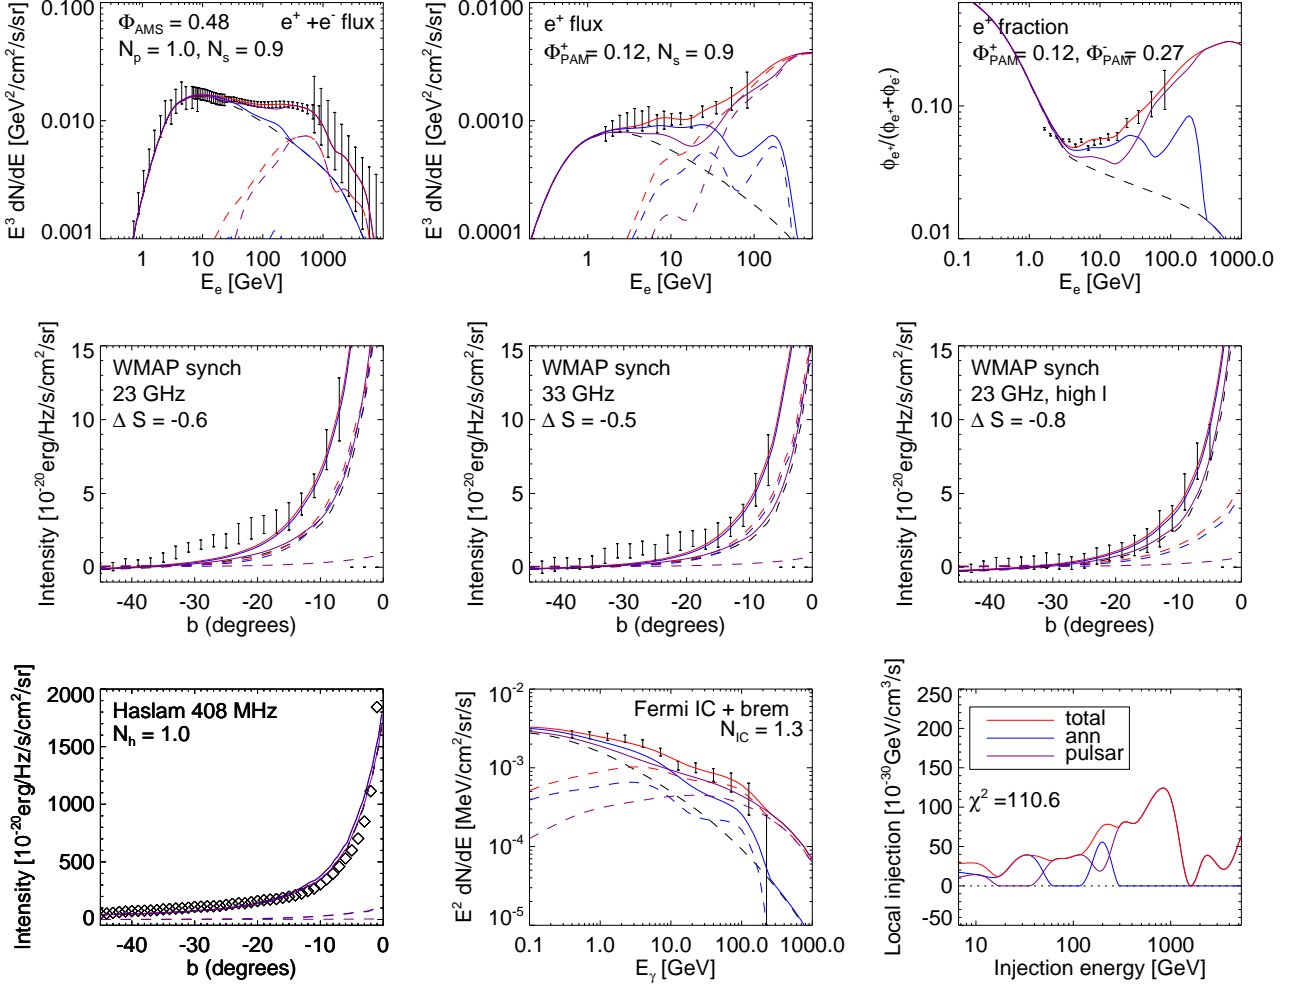 Φ_AMS = 0.48 e⁺ +e⁻ flux
N_p = 1.0, N_s = 0.9
0.100
0.010
0.001
1 10 100 1000
E_e [GeV]
E³ dN/dE [GeV²/cm²/s/sr]
e⁺ flux
Φ⁺_PAM = 0.12, N_s = 0.9
0.0100
0.0010
0.0001
1 10 100
E_e [GeV]
E³ dN/dE [GeV²/cm²/s/sr]
e⁺ fraction
Φ⁺_PAM = 0.12, Φ⁻_PAM = 0.27
0.10
0.01
0.1 1.0 10.0 100.0 1000.0
E_e [GeV]
ϕ_e⁺/(ϕ_e⁺+ϕ_e⁻)
WMAP synch
23 GHz
Δ S = -0.6
15
10
5
0
-40 -30 -20 -10 0
b (degrees)
Intensity [10⁻²⁰erg/Hz/s/cm²/sr]
WMAP synch
33 GHz
Δ S = -0.5
15
10
5
0
-40 -30 -20 -10 0
b (degrees)
Intensity [10⁻²⁰erg/Hz/s/cm²/sr]
WMAP synch
23 GHz, high l
Δ S = -0.8
15
10
5
0
-40 -30 -20 -10 0
b (degrees)
Intensity [10⁻²⁰erg/Hz/s/cm²/sr]
Haslam 408 MHz
N_h = 1.0
2000
1500
1000
500
0
-40 -30 -20 -10 0
b (degrees)
Intensity [10⁻²⁰erg/Hz/s/cm²/sr]
Fermi IC + brem
N_IC = 1.3
10⁻²
10⁻³
10⁻⁴
10⁻⁵
0.1 1.0 10.0 100.0 1000.0
E_γ [GeV]
E² dN/dE [MeV/cm²/sr/s]
total
ann
pulsar
χ² =110.6
250
200
150
100
50
0
-50
10 100 1000
Injection energy [GeV]
Local injection [10⁻³⁰GeV/cm³/s]